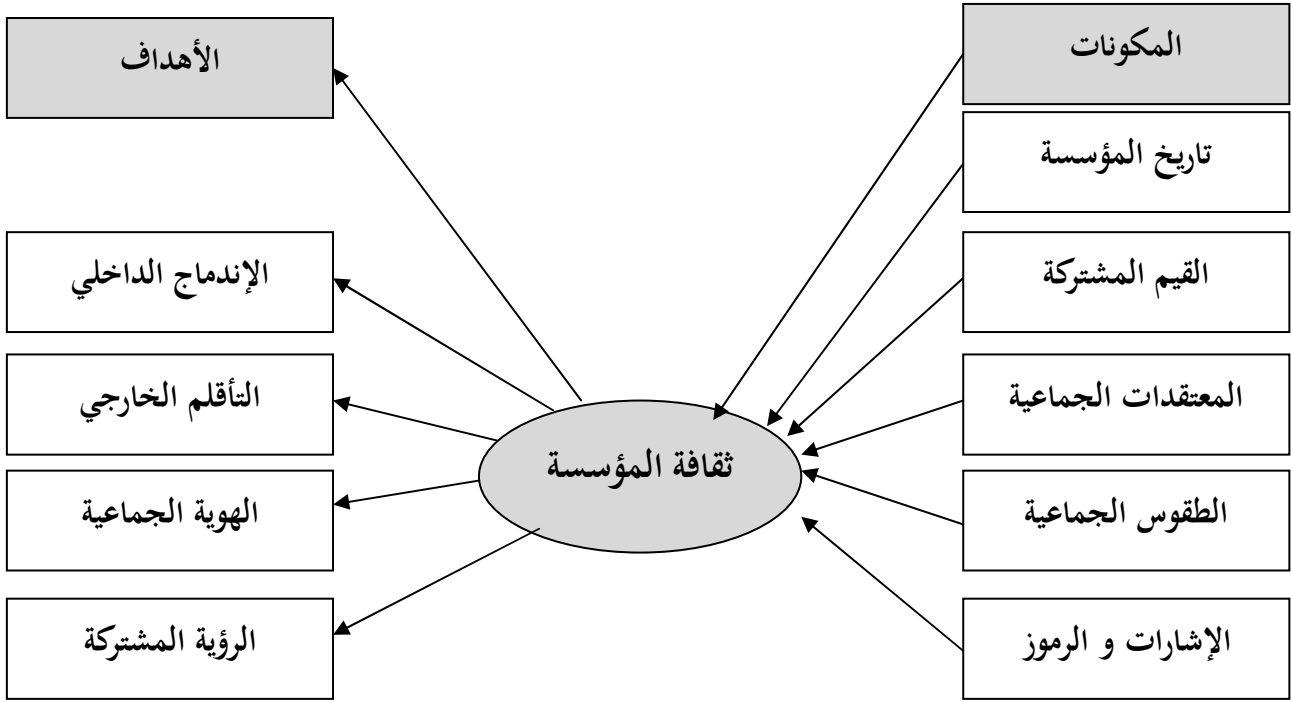 المكونات
تاريخ المؤسسة
القيم المشتركة
المعتقدات الجماعية
الطقوس الجماعية
الإشارات و الرموز
ثقافة المؤسسة
الأهداف
الإندماج الداخلي
التأقلم الخارجي
الهوية الجماعية
الرؤية المشتركة